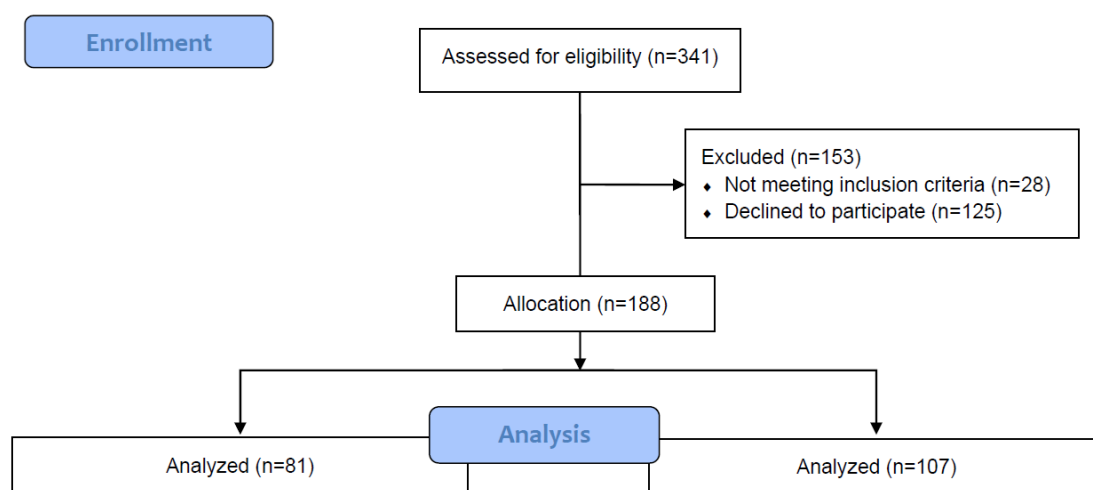 Enrollment
Assessed for eligibility (n=341)
Excluded (n=153)
♦ Not meeting inclusion criteria (n=28)
♦ Declined to participate (n=125)
Allocation (n=188)
Analysis
Analyzed (n=81)
Analyzed (n=107)